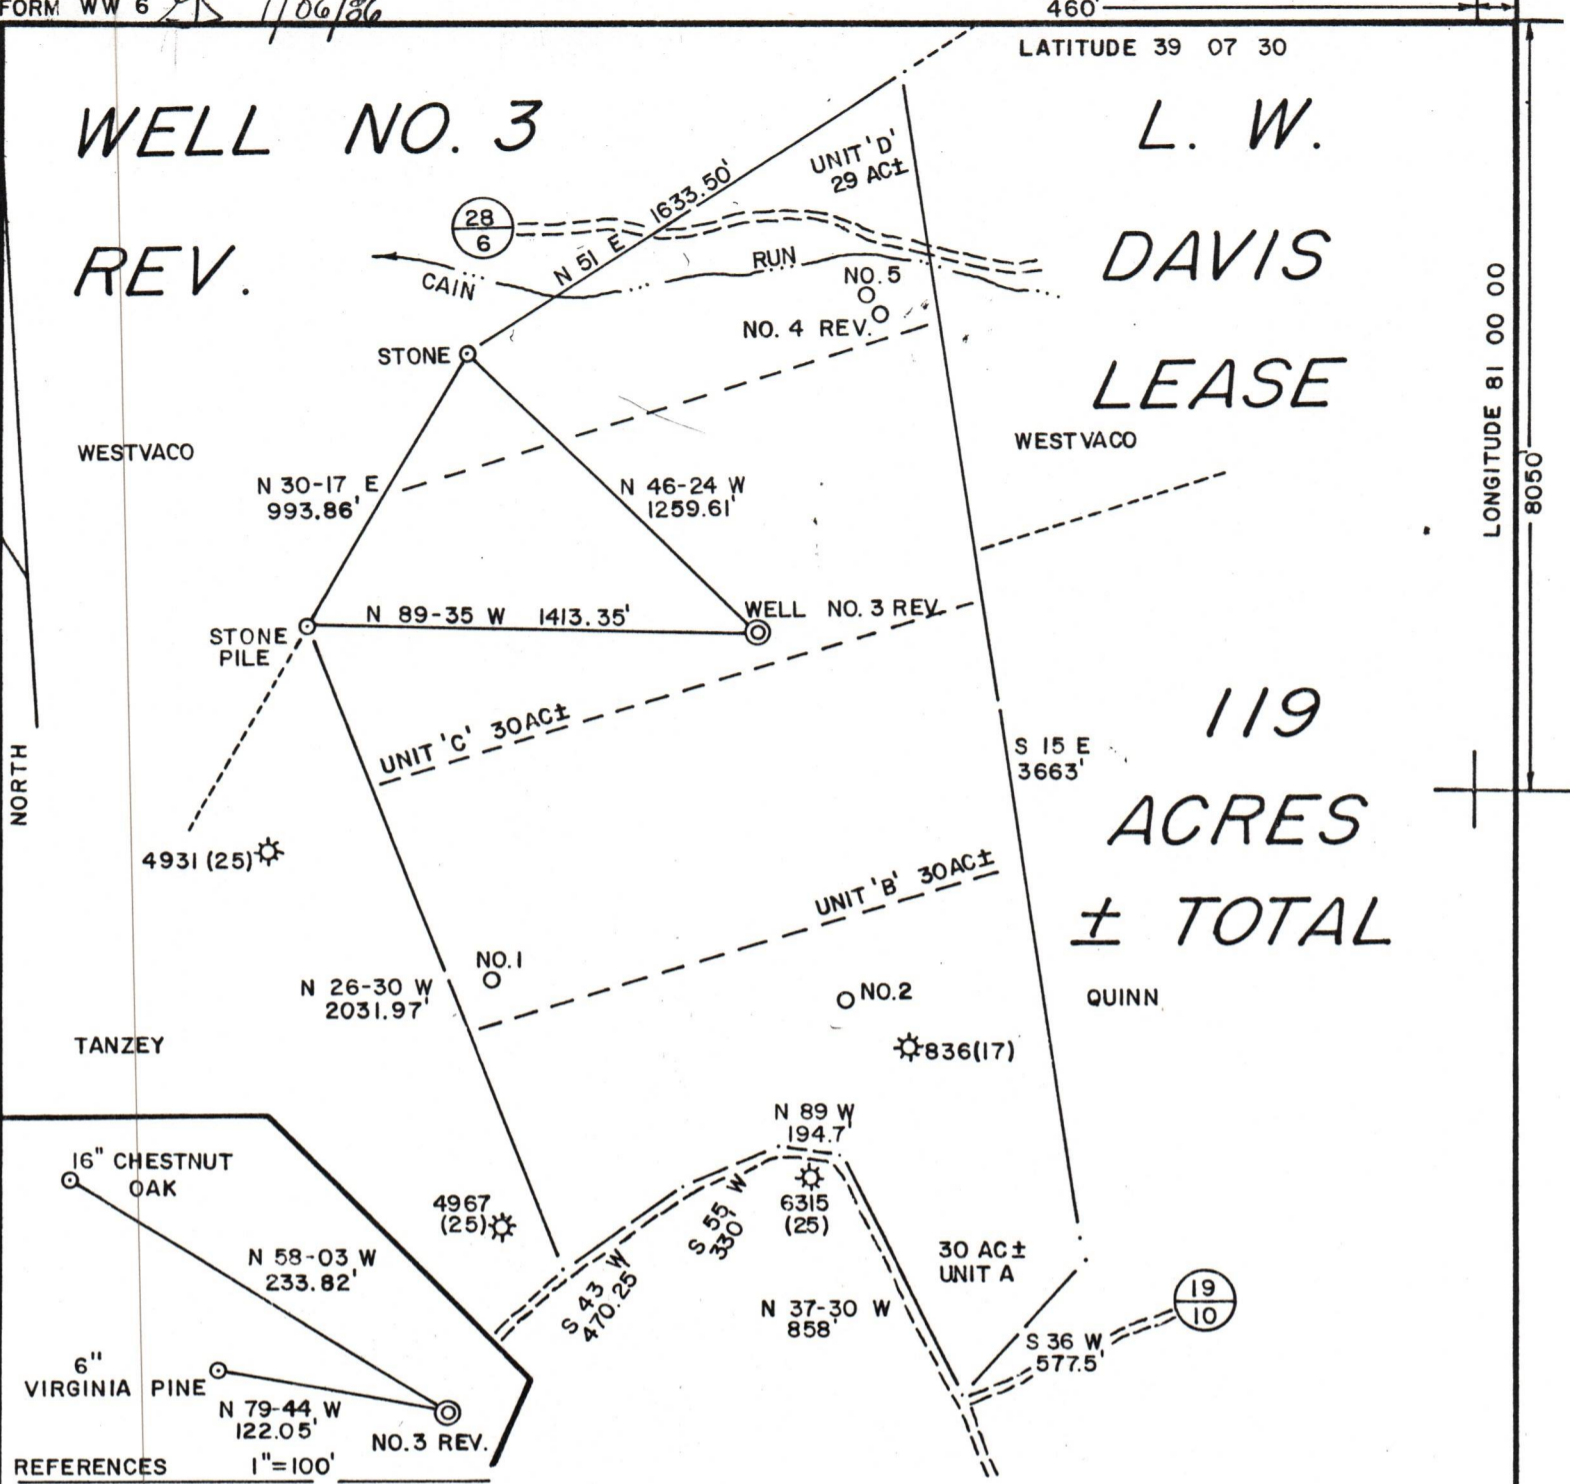 FORM WW 6
1/06/86
460'
LATITUDE 39 07 30
WELL NO. 3
REV.
L. W.
DAVIS
LEASE
119
ACRES
± TOTAL
UNIT 'D'
29 AC±
1633.50'
N 51 E
28
6
CAIN
RUN
NO. 5
NO. 4 REV.
STONE
WESTVACO
WESTVACO
LONGITUDE 81 00 00
8050'
N 30-17 E
993.86'
N 46-24 W
1259.61'
N 89-35 W 1413.35'
WELL NO. 3 REV.
STONE
PILE
UNIT 'C' 30AC±
S 15 E
3663'
NORTH
4931 (25)
UNIT 'B' 30AC±
NO.1
N 26-30 W
2031.97'
NO.2
QUINN
TANZEY
836(17)
N 89 W
194.7'
16" CHESTNUT
OAK
4967
(25)
S 55 W
330'
6315
(25)
N 58-03 W
233.82'
30 AC±
UNIT A
S 43 W
470.25
N 37-30 W
858'
19
10
S 36 W
577.5'
6"
VIRGINIA PINE
N 79-44 W
122.05'
NO.3 REV.
REFERENCES 1"=100'